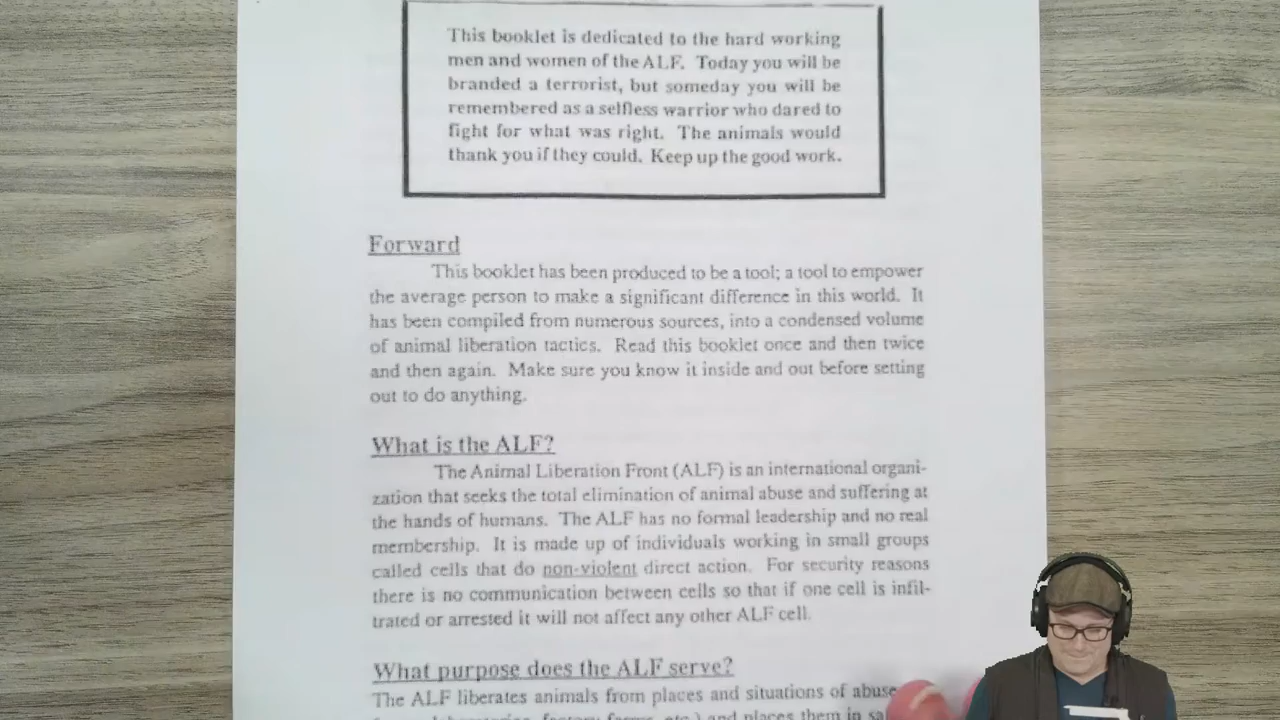 This booklet is dedicated to the hard working
men and women of the ALF. Today you will be
branded a terrorist, but someday you will be
remembered as a selfless warrior who dared to
fight for what was right. The animals would
thank you if they could. Keep up the good work.
Forward
This booklet has been produced to be a tool; a tool to empower
the average person to make a significant difference in this world. It
has been compiled from numerous sources, into a condensed volume
of animal liberation tactics. Read this booklet once and then twice
and then again. Make sure you know it inside and out before setting
out to do anything.
What is the ALF?
The Animal Liberation Front (ALF) is an international organi-
zation that seeks the total elimination of animal abuse and suffering at
the hands of humans. The ALF has no formal leadership and no real
membership. It is made up of individuals working in small groups
called cells that do non-violent direct action. For security reasons
there is no communication between cells so that if one cell is infil-
trated or arrested it will not affect any other ALF cell.
What purpose does the ALF serve?
The ALF liberates animals from places and situations of abuse
factory farms, etc.) and places them in